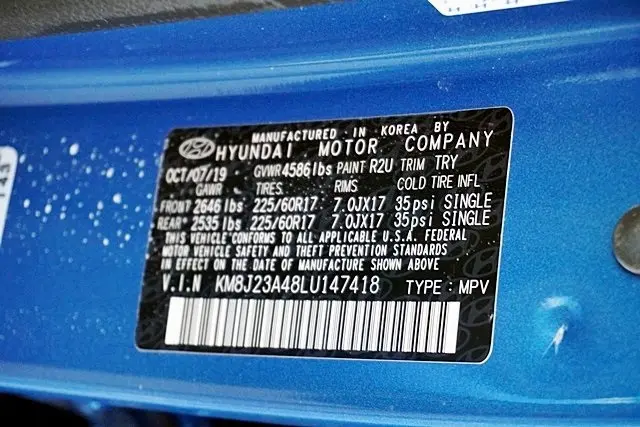 MANUFACTURED IN KOREA BY
HYUNDAI MOTOR COMPANY
OCT/07/19 GVWR 4586 lbs PAINT R2U TRIM TRY
GAWR TIRES RIMS COLD TIRE INFL
FRONT 2646 lbs 225/60R17 7.0JX17 35psi SINGLE
REAR 2535 lbs 225/60R17 7.0JX17 35psi SINGLE
THIS VEHICLE CONFORMS TO ALL APPLICABLE U.S.A. FEDERAL
MOTOR VEHICLE SAFETY AND THEFT PREVENTION STANDARDS
IN EFFECT ON THE DATE OF MANUFACTURE SHOWN ABOVE
V.I.N KM8J23A48LU147418 TYPE : MPV